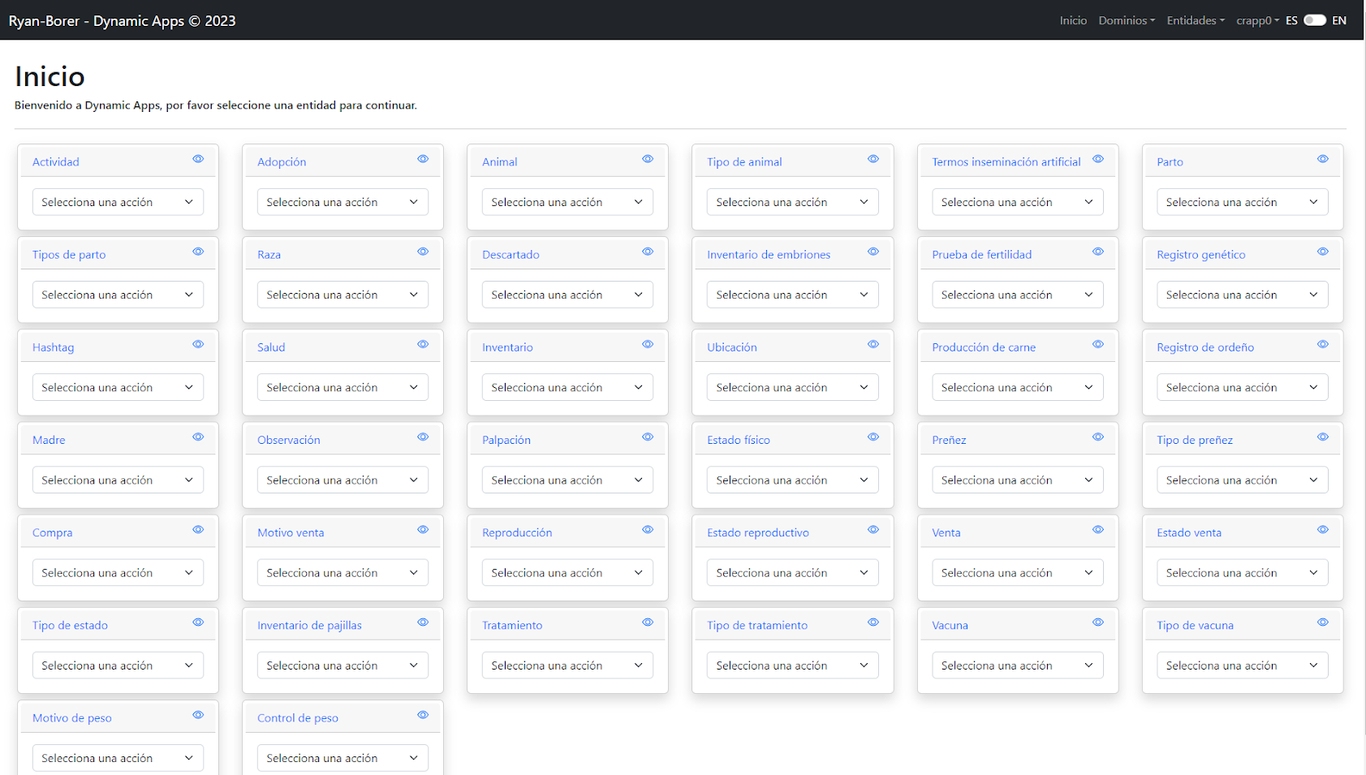 Ryan-Borer - Dynamic Apps © 2023 Inicio Dominios Entidades crapp0 ES EN
Inicio
Bienvenido a Dynamic Apps, por favor seleccione una entidad para continuar.
Actividad Adopción Animal Tipo de animal Termos inseminación artificial Parto
Selecciona una acción Selecciona una acción Selecciona una acción Selecciona una acción Selecciona una acción Selecciona una acción
Tipos de parto Raza Descartado Inventario de embriones Prueba de fertilidad Registro genético
Selecciona una acción Selecciona una acción Selecciona una acción Selecciona una acción Selecciona una acción Selecciona una acción
Hashtag Salud Inventario Ubicación Producción de carne Registro de ordeño
Selecciona una acción Selecciona una acción Selecciona una acción Selecciona una acción Selecciona una acción Selecciona una acción
Madre Observación Palpación Estado físico Preñez Tipo de preñez
Selecciona una acción Selecciona una acción Selecciona una acción Selecciona una acción Selecciona una acción Selecciona una acción
Compra Motivo venta Reproducción Estado reproductivo Venta Estado venta
Selecciona una acción Selecciona una acción Selecciona una acción Selecciona una acción Selecciona una acción Selecciona una acción
Tipo de estado Inventario de pajillas Tratamiento Tipo de tratamiento Vacuna Tipo de vacuna
Selecciona una acción Selecciona una acción Selecciona una acción Selecciona una acción Selecciona una acción Selecciona una acción
Motivo de peso Control de peso
Selecciona una acción Selecciona una acción